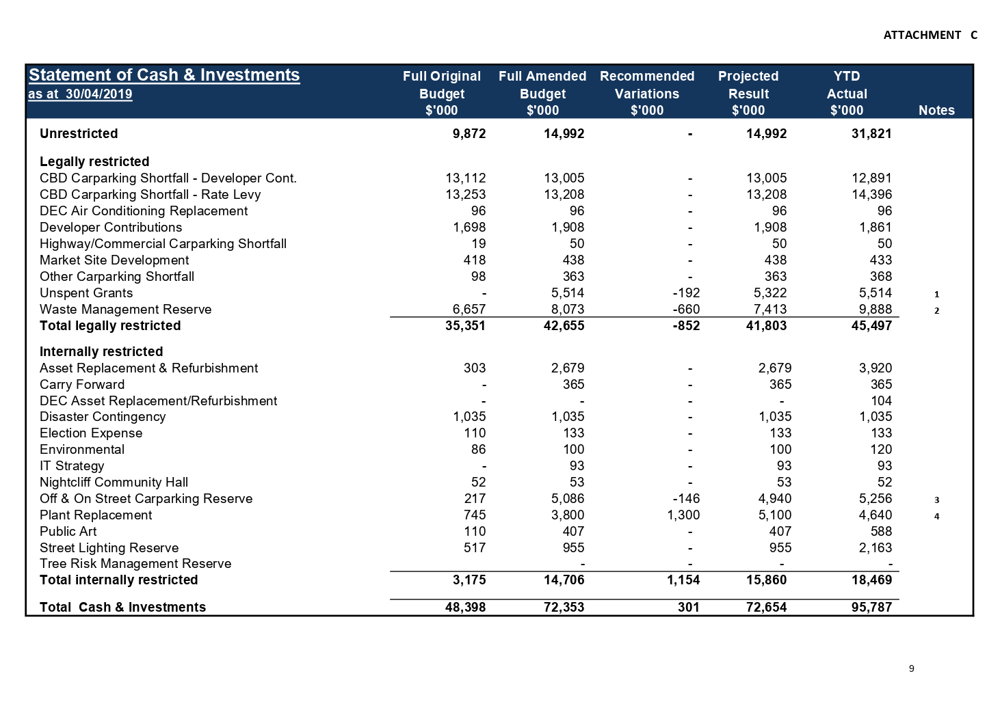 ATTACHMENT C
Statement of Cash & Investments Full Original Full Amended Recommended Projected YTD
as at 30/04/2019 Budget Budget Variations Result Actual
$'000 $'000 $'000 $'000 $'000 Notes
Unrestricted 9,872 14,992 - 14,992 31,821
Legally restricted
CBD Carparking Shortfall - Developer Cont. 13,112 13,005 - 13,005 12,891
CBD Carparking Shortfall - Rate Levy 13,253 13,208 - 13,208 14,396
DEC Air Conditioning Replacement 96 96 - 96 96
Developer Contributions 1,698 1,908 - 1,908 1,861
Highway/Commercial Carparking Shortfall 19 50 - 50 50
Market Site Development 418 438 - 438 433
Other Carparking Shortfall 98 363 - 363 368
Unspent Grants - 5,514 -192 5,322 5,514 1
Waste Management Reserve 6,657 8,073 -660 7,413 9,888 2
Total legally restricted 35,351 42,655 -852 41,803 45,497
Internally restricted
Asset Replacement & Refurbishment 303 2,679 - 2,679 3,920
Carry Forward - 365 - 365 365
DEC Asset Replacement/Refurbishment - - - - 104
Disaster Contingency 1,035 1,035 - 1,035 1,035
Election Expense 110 133 - 133 133
Environmental 86 100 - 100 120
IT Strategy - 93 - 93 93
Nightcliff Community Hall 52 53 - 53 52
Off & On Street Carparking Reserve 217 5,086 -146 4,940 5,256 3
Plant Replacement 745 3,800 1,300 5,100 4,640 4
Public Art 110 407 - 407 588
Street Lighting Reserve 517 955 - 955 2,163
Tree Risk Management Reserve - - - -
Total internally restricted 3,175 14,706 1,154 15,860 18,469
Total Cash & Investments 48,398 72,353 301 72,654 95,787
9